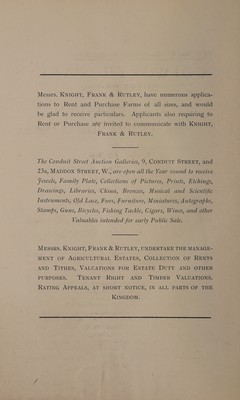 Messrs. KNIGHT, FRANK & RUTLEY, have numerous applica-
tions to Rent and Purchase Farms of all sizes, and would
be glad to receive particulars. Applicants also requiring to
Rent or Purchase are invited to communicate with KNIGHT,
FRANK & RUTLEY.
The Conduit Street Auction Galleries, 9, CONDUIT STREET, and
23a, MADDOX STREET, W., are open all the Year round to receive
Jewels, Family Plate, Collections of Pictures, Prints, Etchings,
Drawings, Libraries, China, Bronzes, Musical and Scientific
Instruments, Old Lace, Furs, Furniture, Miniatures, Autographs,
Stamps, Guns, Bicycles, Fishing Tackle, Cigars, Wines, and other
Valuables intended for early Public Sale.
MESSRS. KNIGHT, FRANK & RUTLEY, UNDERTAKE THE MANAGE-
MENT OF AGRICULTURAL ESTATES, COLLECTION OF RENTS
AND TITHES, VALUATIONS FOR ESTATE DUTY AND OTHER
PURPOSES. TENANT RIGHT AND TIMBER VALUATIONS.
RATING APPEALS, AT SHORT NOTICE, IN ALL PARTS OF THE
KINGDOM.